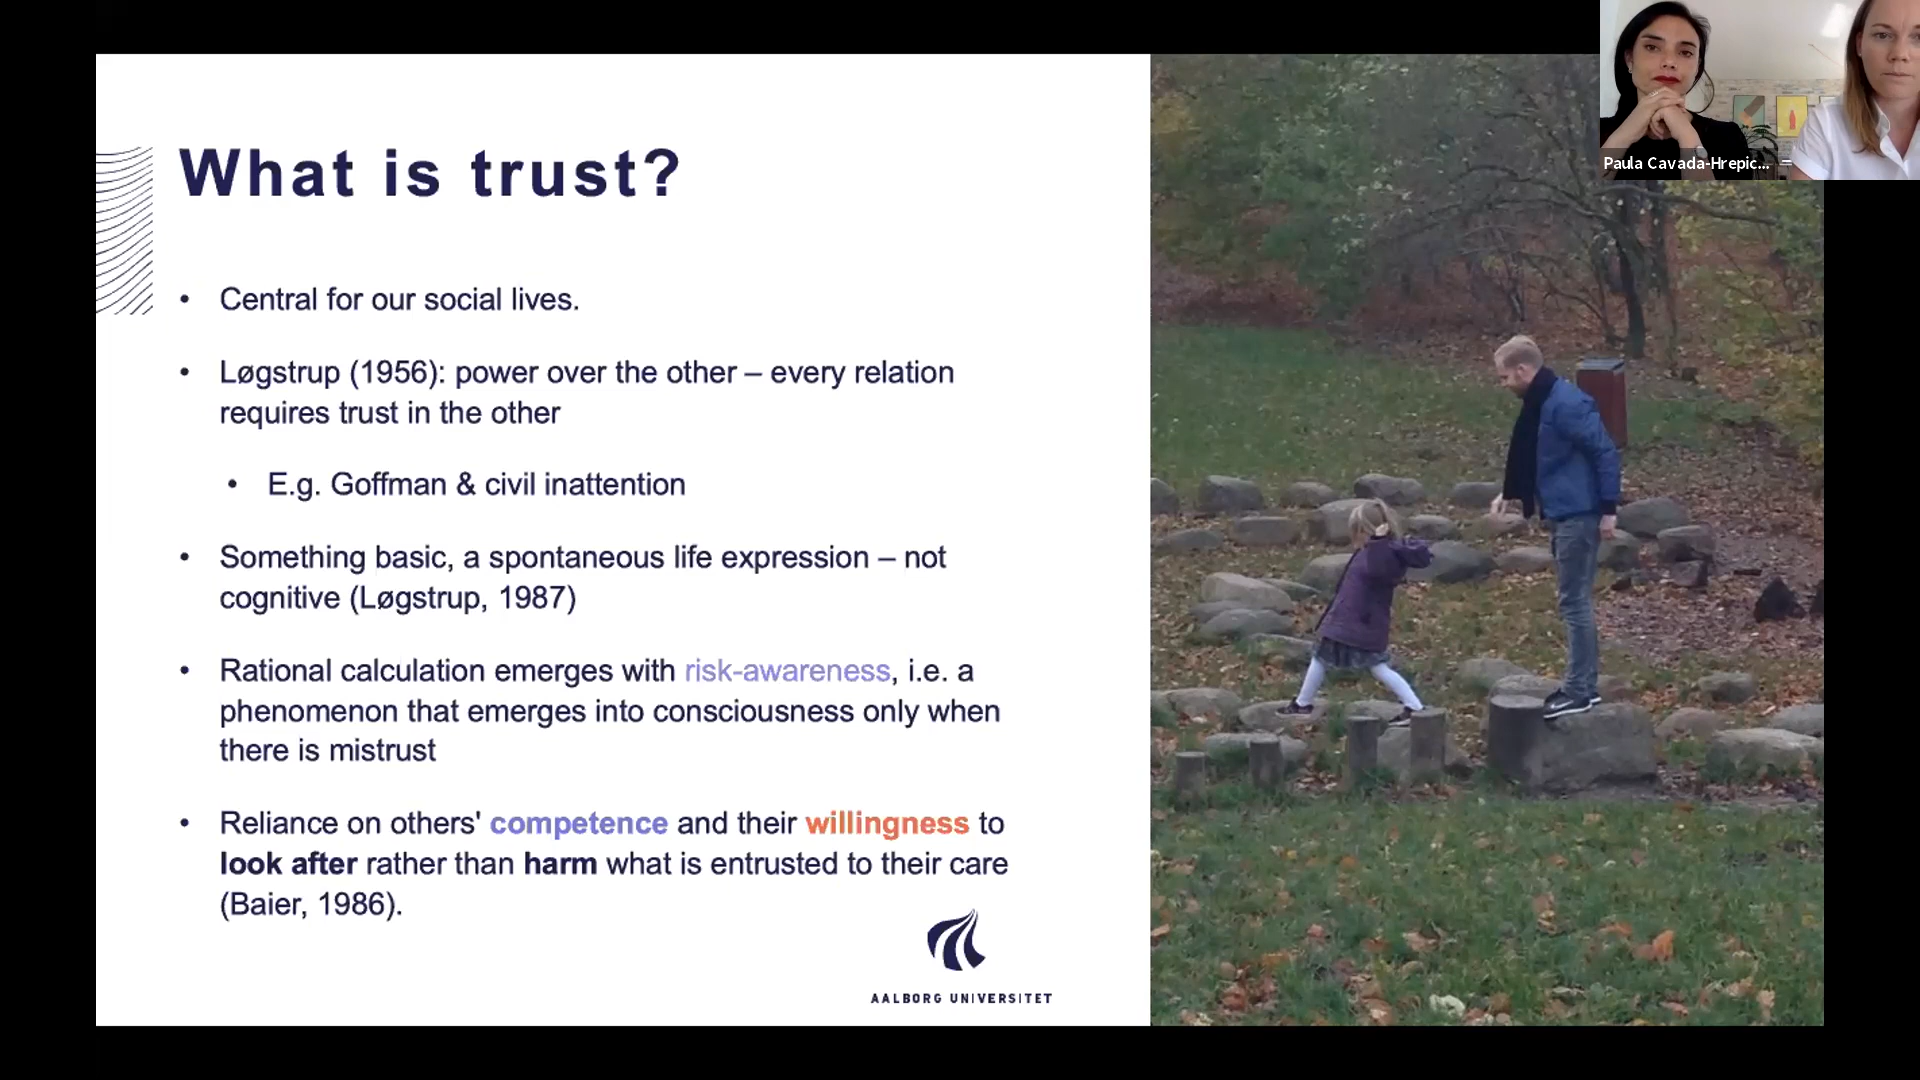 Paula Cavada-Hrepic...
What is trust?
• Central for our social lives.
• Løgstrup (1956): power over the other – every relation
requires trust in the other
• E.g. Goffman & civil inattention
• Something basic, a spontaneous life expression – not
cognitive (Løgstrup, 1987)
• Rational calculation emerges with risk-awareness, i.e. a
phenomenon that emerges into consciousness only when
there is mistrust
• Reliance on others' competence and their willingness to
look after rather than harm what is entrusted to their care
(Baier, 1986).
AALBORG UNIVERSITET